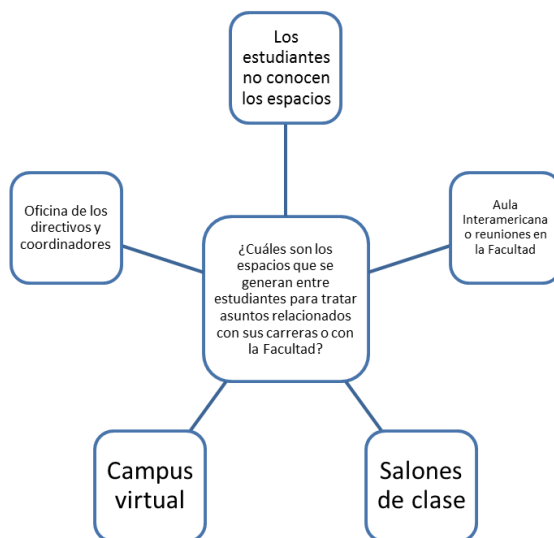 Los
estudiantes
no conocen
los espacios
Oficina de los
directivos y
coordinadores
Aula
Interamericana
o reuniones en
la Facultad
¿Cuáles son los
espacios que se
generan entre
estudiantes para tratar
asuntos relacionados
con sus carreras o con
la Facultad?
Campus
virtual
Salones
de clase